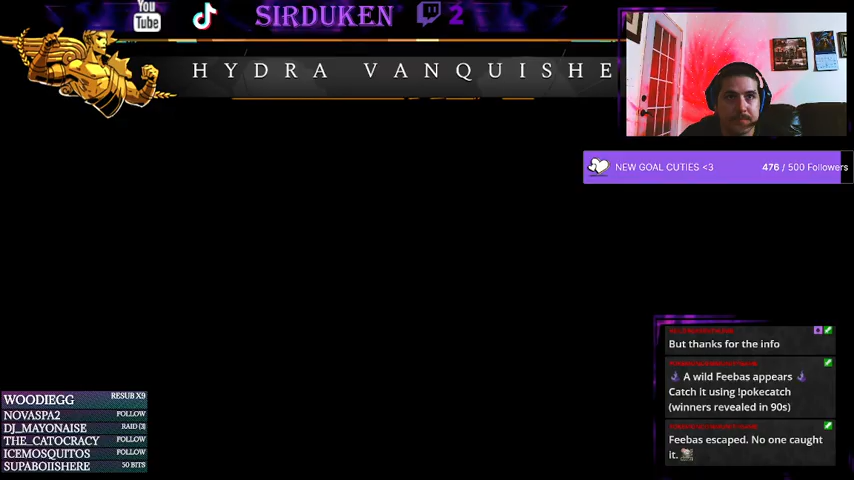 You
Tube
SIRDUKEN
2
HYDRA VANQUISHE
NEW GOAL CUTIES <3
476 / 500 Followers
But thanks for the info
A wild Feebas appears
Catch it using !pokecatch
(winners revealed in 90s)
Feebas escaped. No one caught
it.
WOODIEGG RESUB X9
NOVASPA2 FOLLOW
DJ_MAYONAISE RAID (3)
THE_CATOCRACY FOLLOW
ICEMOSQUITOS FOLLOW
SUPABOIISHERE 50 BITS